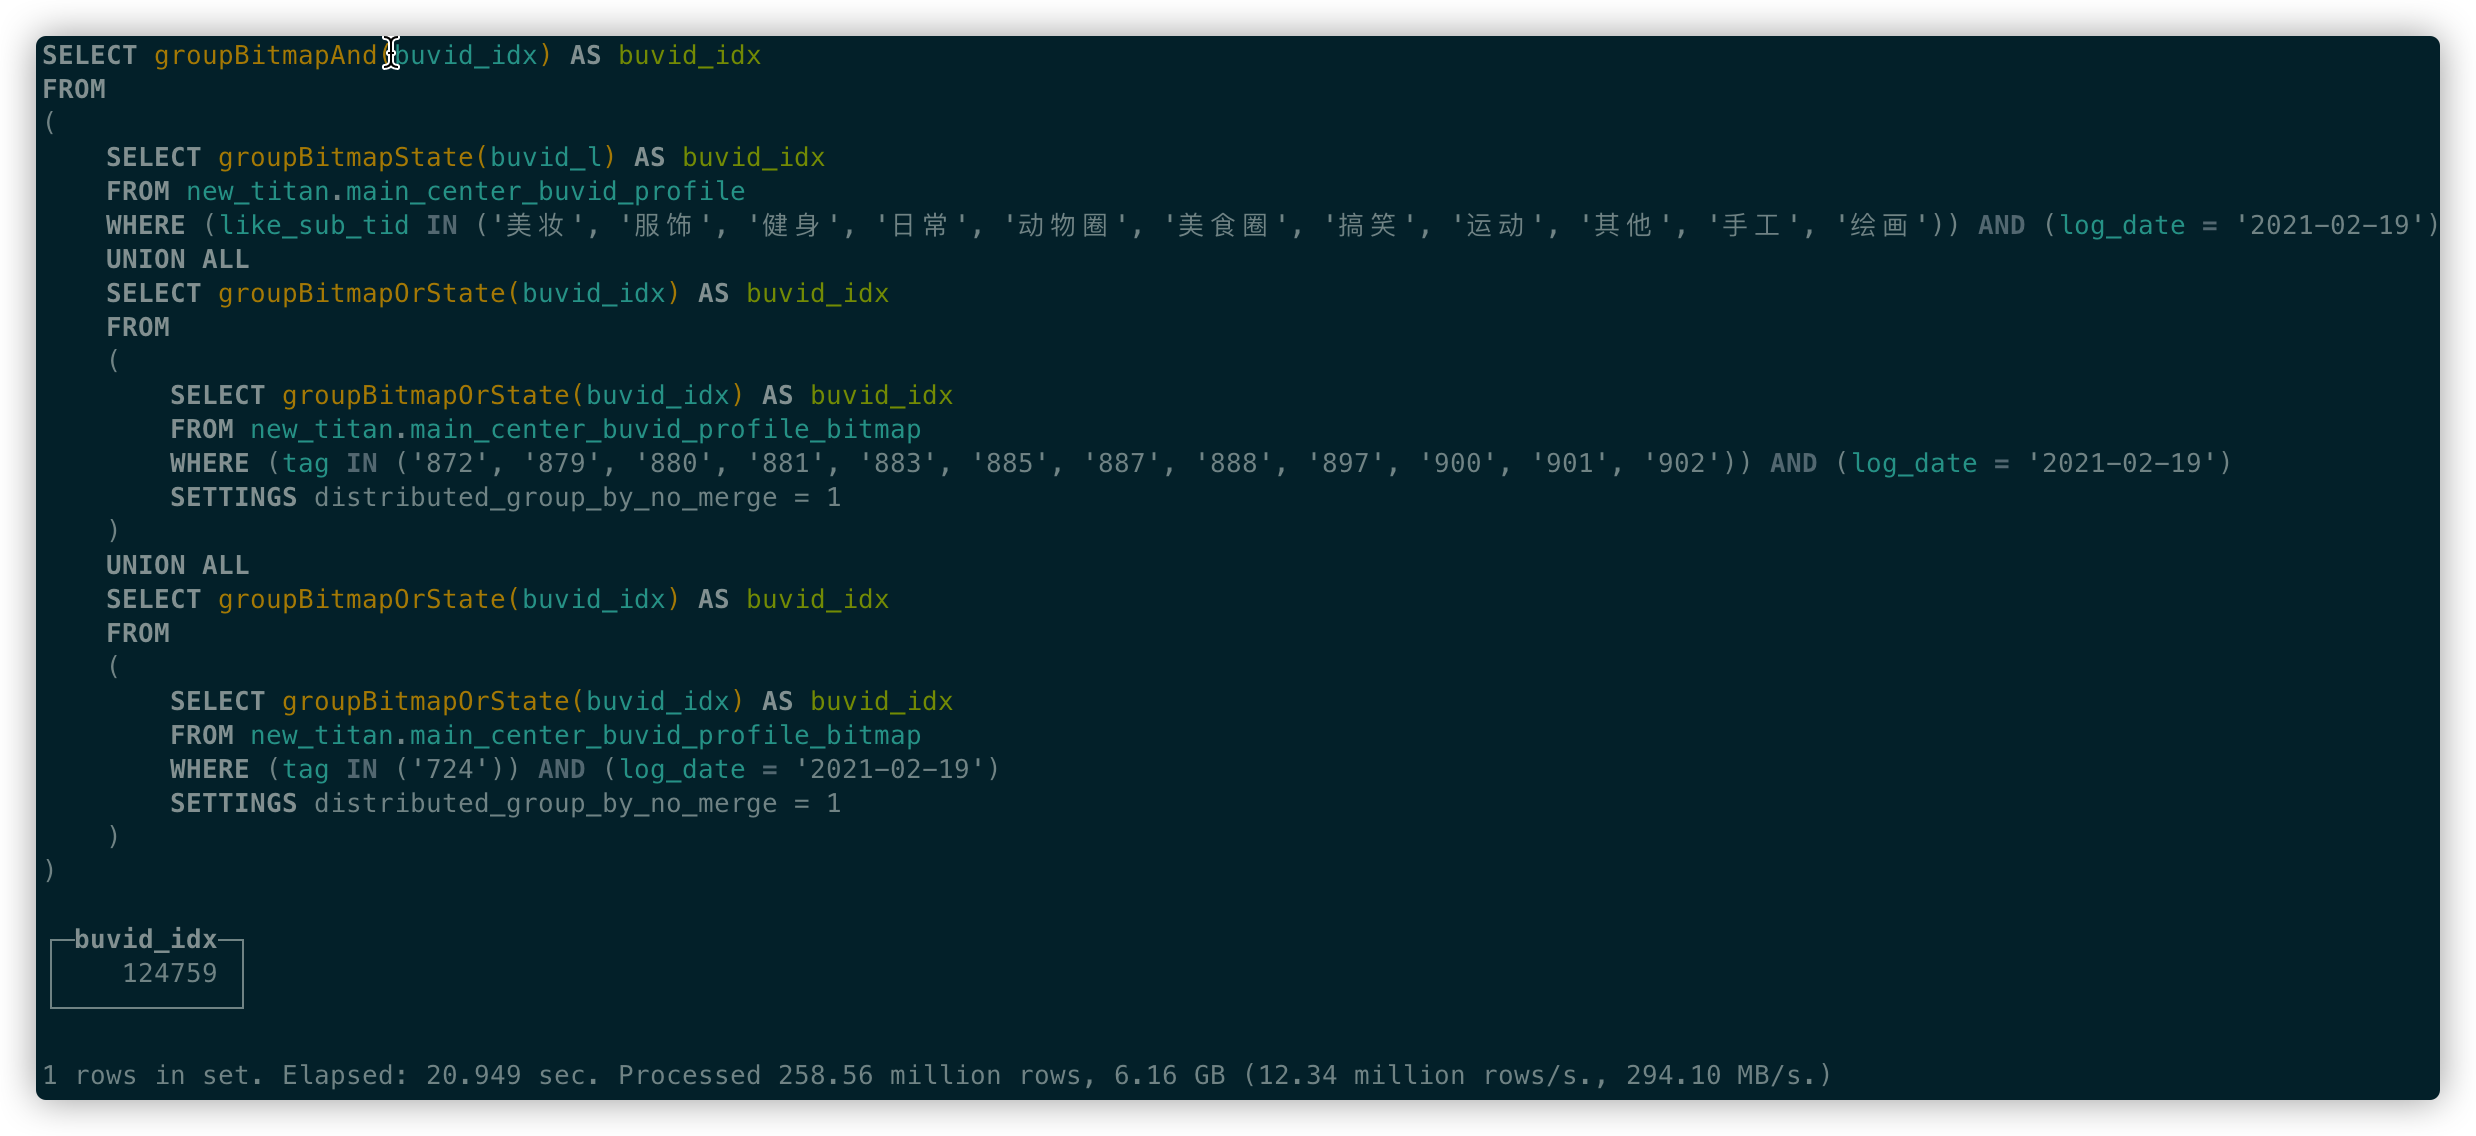 SELECT groupBitmapAnd(buvid_idx) AS buvid_idx
FROM
(
    SELECT groupBitmapState(buvid_l) AS buvid_idx
    FROM new_titan.main_center_buvid_profile
    WHERE (like_sub_tid IN ('美妆', '服饰', '健身', '日常', '动物圈', '美食圈', '搞笑', '运动', '其他', '手工', '绘画')) AND (log_date = '2021-02-19')
    UNION ALL
    SELECT groupBitmapOrState(buvid_idx) AS buvid_idx
    FROM
    (
        SELECT groupBitmapOrState(buvid_idx) AS buvid_idx
        FROM new_titan.main_center_buvid_profile_bitmap
        WHERE (tag IN ('872', '879', '880', '881', '883', '885', '887', '888', '897', '900', '901', '902')) AND (log_date = '2021-02-19')
        SETTINGS distributed_group_by_no_merge = 1
    )
    UNION ALL
    SELECT groupBitmapOrState(buvid_idx) AS buvid_idx
    FROM
    (
        SELECT groupBitmapOrState(buvid_idx) AS buvid_idx
        FROM new_titan.main_center_buvid_profile_bitmap
        WHERE (tag IN ('724')) AND (log_date = '2021-02-19')
        SETTINGS distributed_group_by_no_merge = 1
    )
)
buvid_idx
124759
1 rows in set. Elapsed: 20.949 sec. Processed 258.56 million rows, 6.16 GB (12.34 million rows/s., 294.10 MB/s.)